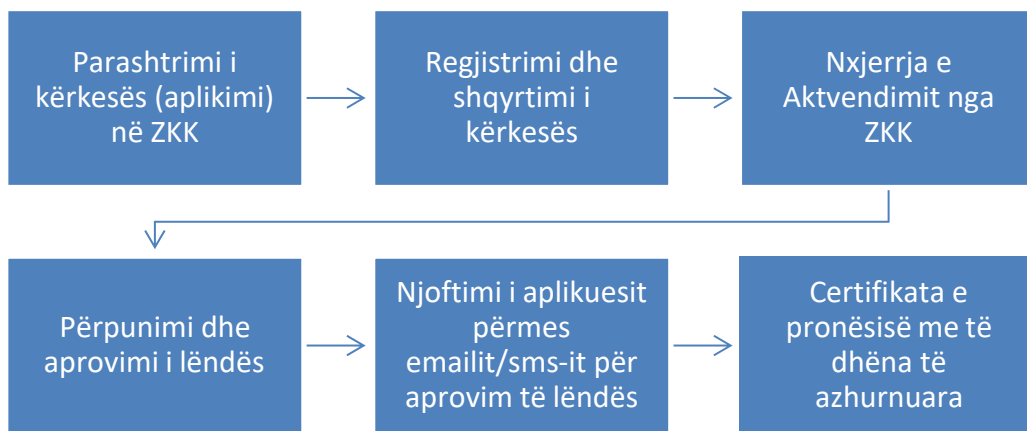 Parashtrimi i
kërkesës (aplikimi)
në ZKK
Regjistrimi dhe
shqyrtimi i
kërkesës
Nxjerrja e
Aktvendimit nga
ZKK
Përpunimi dhe
aprovimi i lëndës
Njoftimi i aplikuesit
përmes
emailit/sms-it për
aprovim të lëndës
Certifikata e
pronësisë me të
dhëna të
azhurnuara